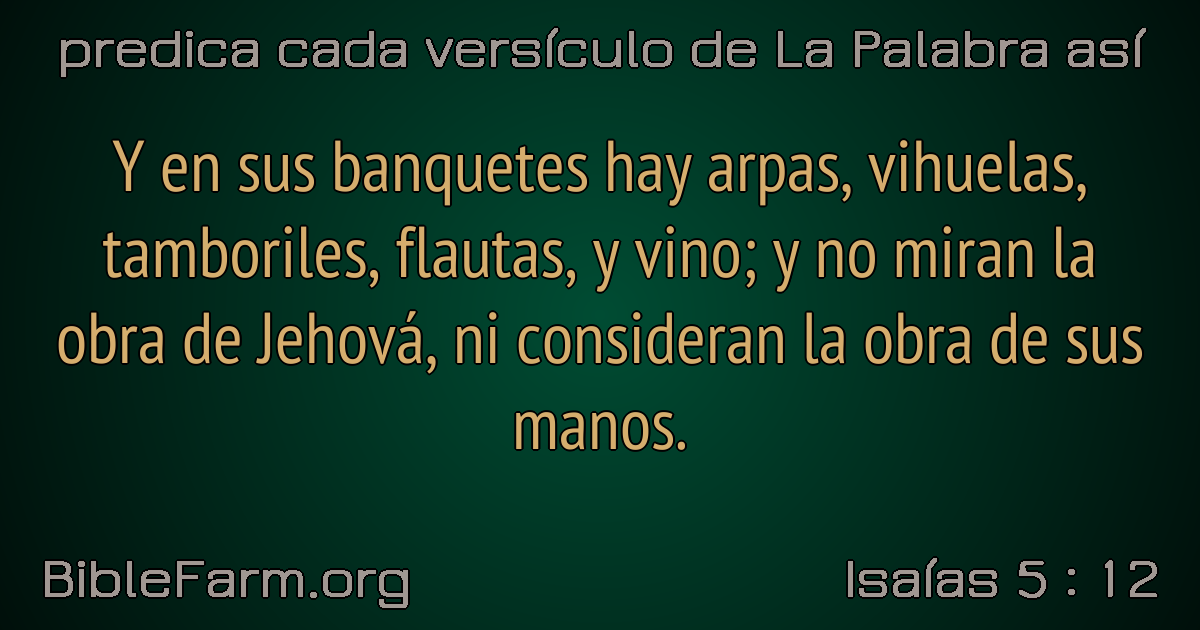 predica cada versículo de La Palabra así
Y en sus banquetes hay arpas, vihuelas,
tamboriles, flautas, y vino; y no miran la
obra de Jehová, ni consideran la obra de sus
manos.
BibleFarm.org
Isaías 5 : 12